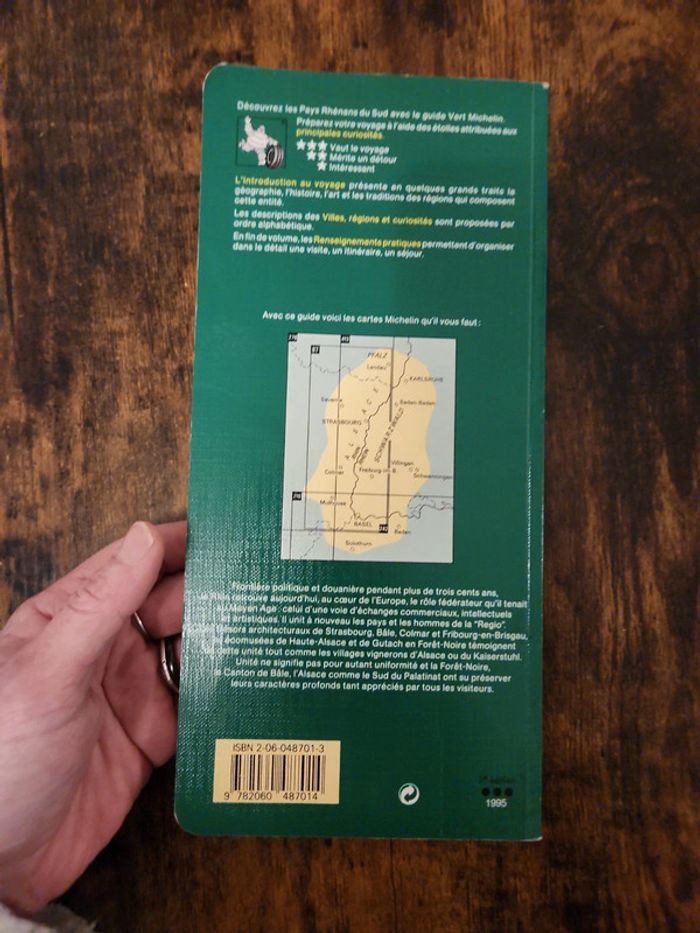 Découvrez les Pays Rhénans du Sud avec le guide Vert Michelin.
Préparez votre voyage à l'aide des étoiles attribuées aux
principales curiosités.
★★★ Vaut le voyage
★★ Mérite un détour
★ Intéressant
L'Introduction au voyage présente en quelques grands traits la
géographie, l'histoire, l'art et les traditions des régions qui composent
cette entité.
Les descriptions des Villes, régions et curiosités sont proposées par
ordre alphabétique.
En fin de volume, les Renseignements pratiques permettent d'organiser
dans le détail une visite, un itinéraire, un séjour.
Avec ce guide voici les cartes Michelin qu'il vous faut :
413
87
PFALZ
Landau
KARLSRUHE
Saverne
Baden-Baden
STRASBOURG
ALSACE
SCHWARZWALD
RHIN
RHEIN
Villingen
Colmar
Freiburg-im-B.
Schwenningen
216
Mulhouse
BASEL
242
Baden
Solothurn
Frontière politique et douanière pendant plus de trois cents ans,
le Rhin retrouve aujourd'hui, au cœur de l'Europe, le rôle fédérateur qu'il tenait
au Moyen Age : celui d'une voie d'échanges commerciaux, intellectuels
et artistiques. Il unit à nouveau les pays et les hommes de la "Regio".
trésors architecturaux de Strasbourg, Bâle, Colmar et Fribourg-en-Brisgau,
écomusées de Haute-Alsace et de Gutach en Forêt-Noire témoignent
cette unité tout comme les villages vignerons d'Alsace ou du Kaiserstuhl.
Unité ne signifie pas pour autant uniformité et la Forêt-Noire,
le Canton de Bâle, l'Alsace comme le Sud du Palatinat ont su préserver
leurs caractères profonds tant appréciés par tous les visiteurs.
ISBN 2-06-048701-3
9 782060 487014
édition
1995